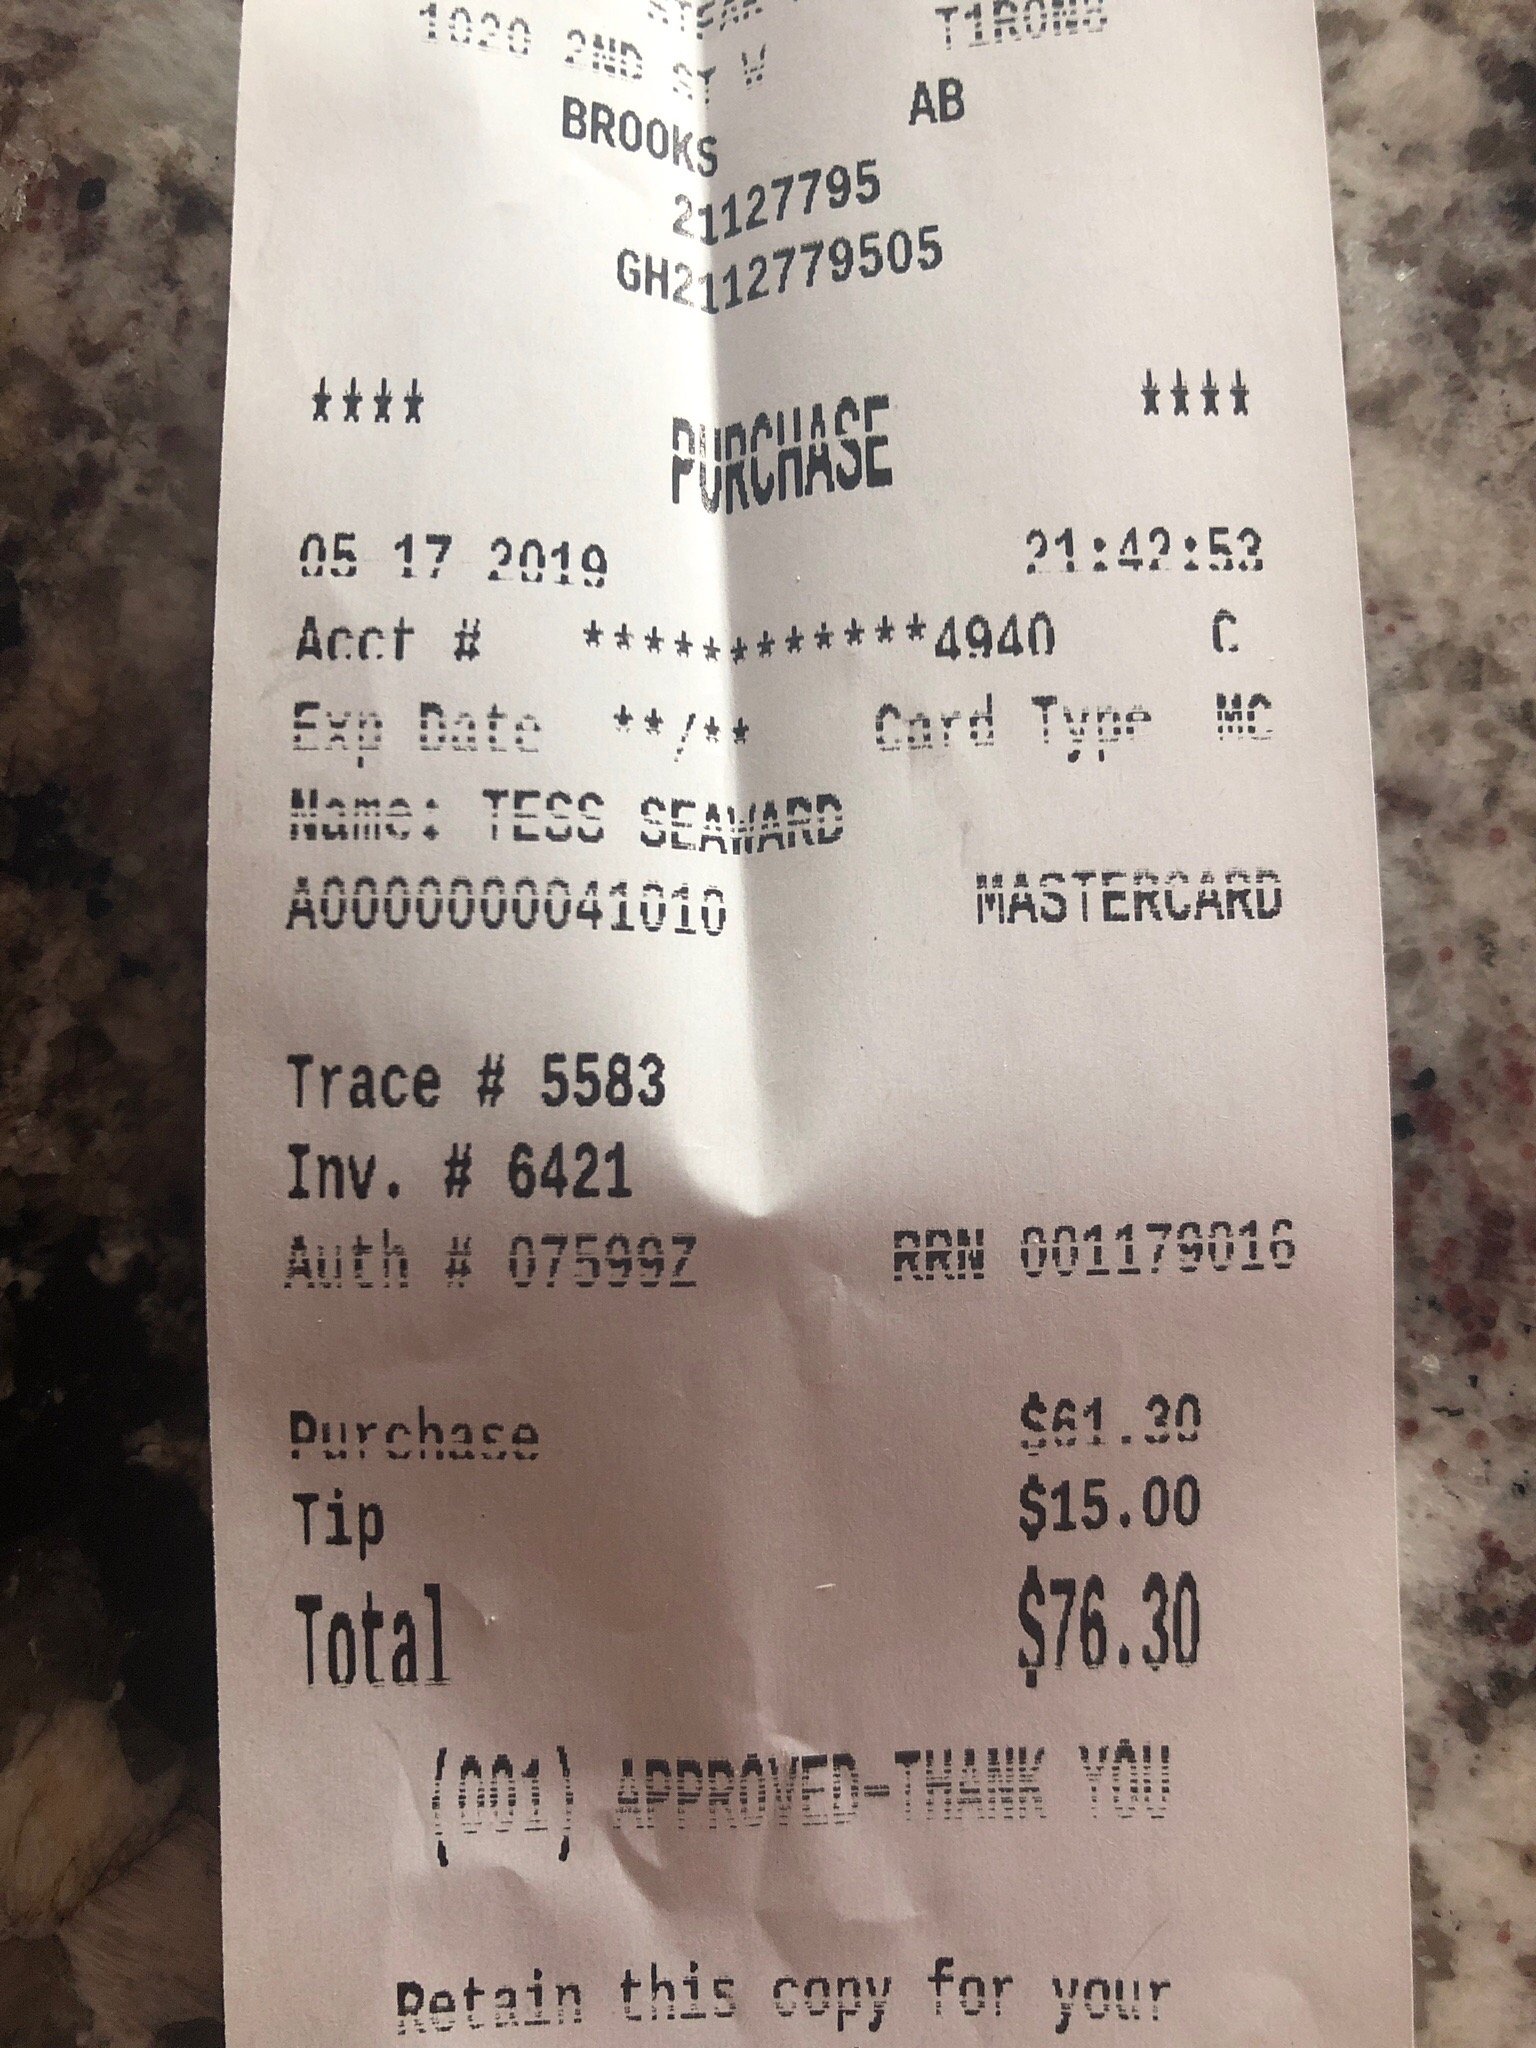 1020 2ND ST W T1R0N8
BROOKS AB
21127795
GH2112779505
**** PURCHASE ****
05 17 2019 21:42:53
Acct # ************4940 C
Exp Date **/** Card Type MC
Name: TESS SEAWARD
A0000000041010 MASTERCARD
Trace # 5583
Inv. # 6421
Auth # 07599Z RRN 001179016
Purchase $61.30
Tip $15.00
Total $76.30
(001) APPROVED-THANK YOU
Retain this copy for your